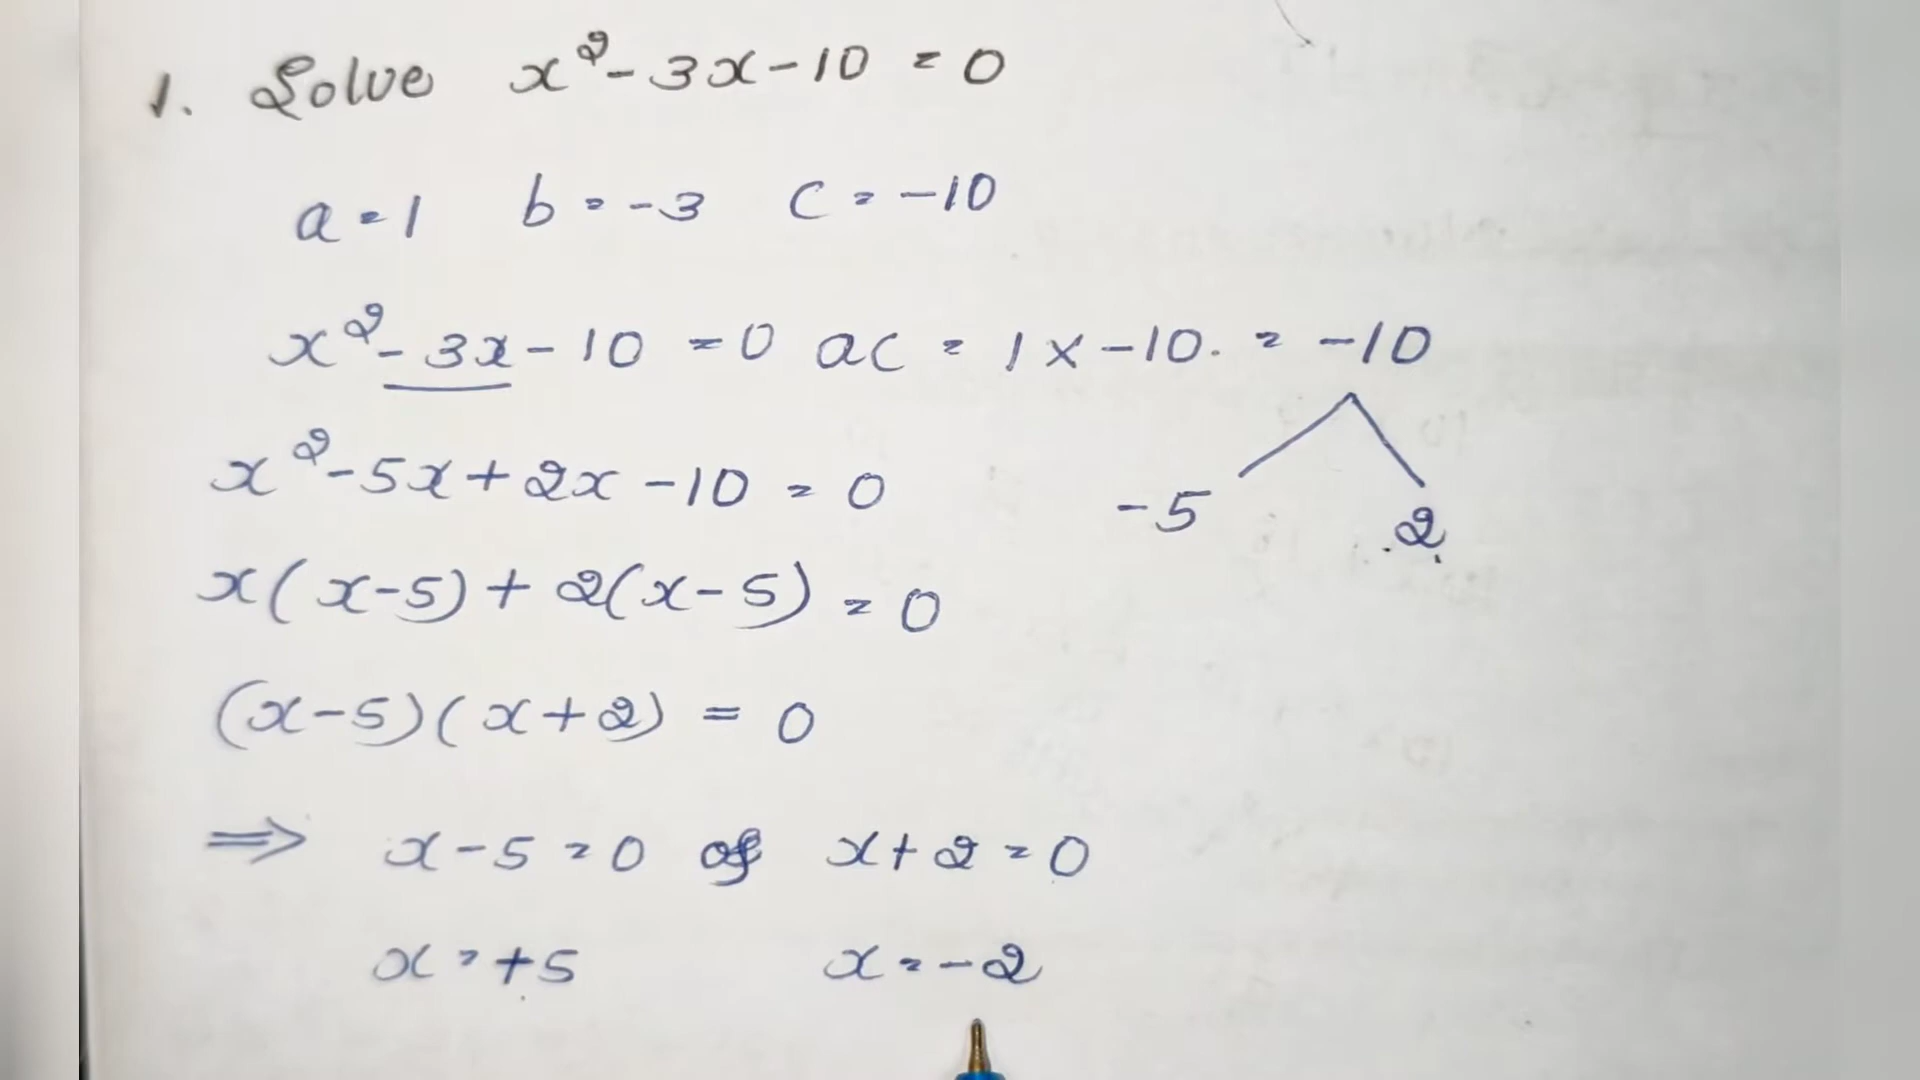 1. Solve x² - 3x - 10 = 0
a = 1 b = -3 c = -10
x² - 3x - 10 = 0 ac = 1 x -10. = -10
x² - 5x + 2x - 10 = 0 -5 2
x(x-5) + 2(x-5) = 0
(x-5)(x+2) = 0
⇒ x - 5 = 0 or x + 2 = 0
x = +5 x = -2